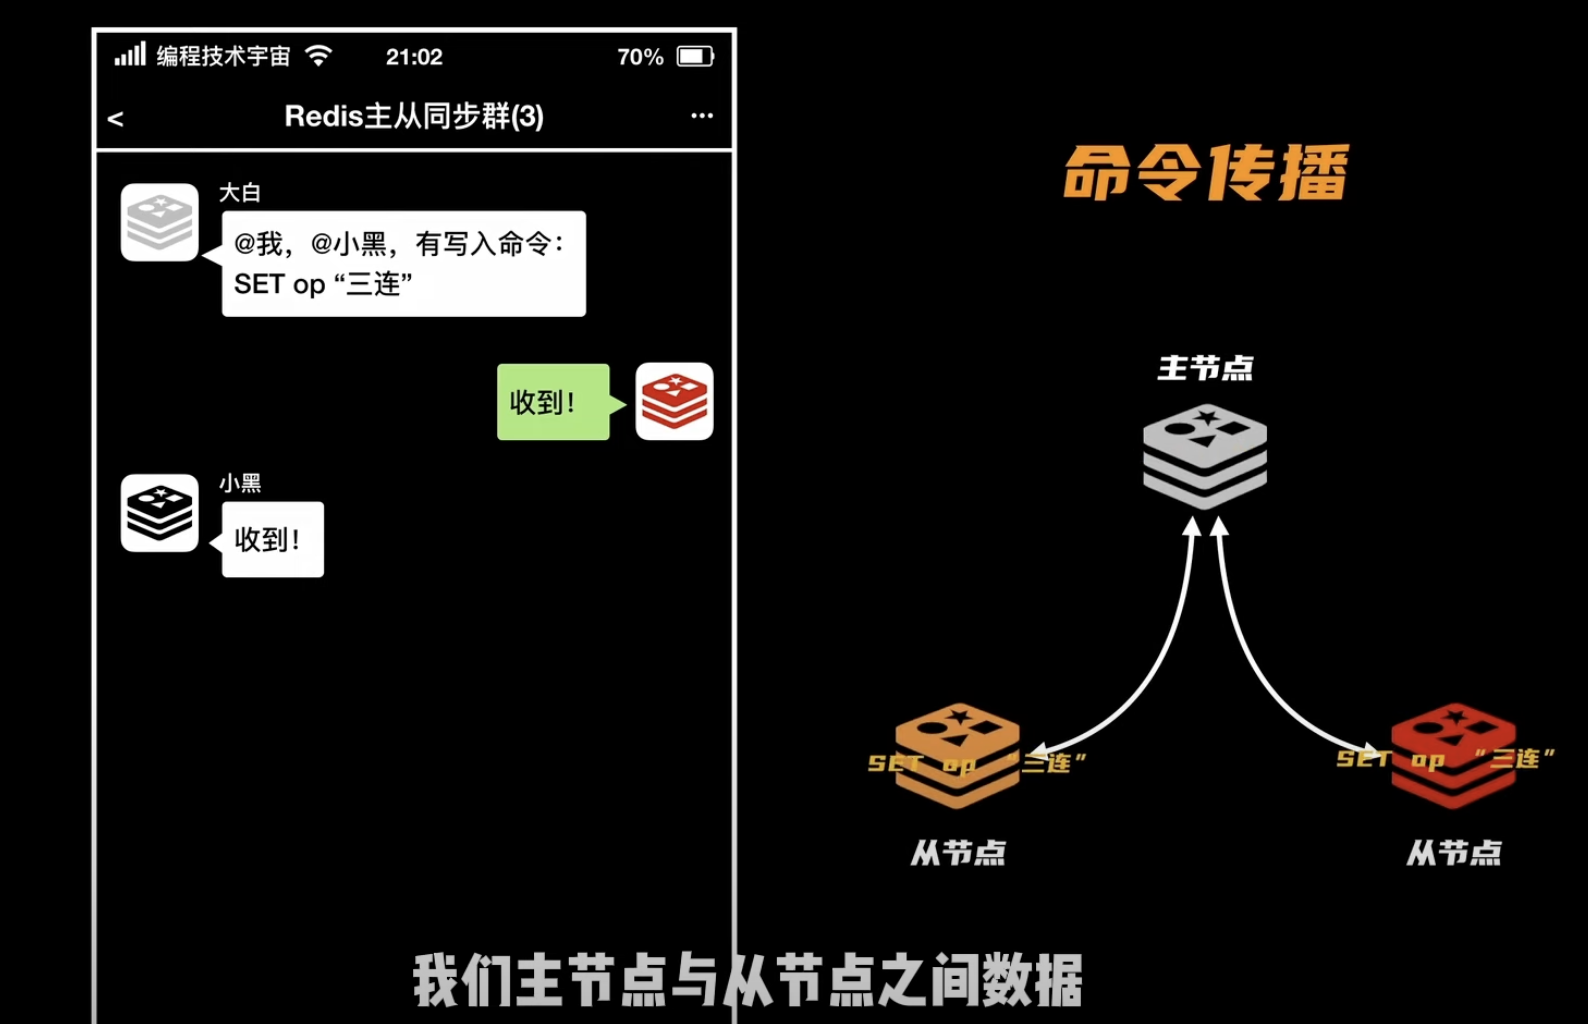 编程技术宇宙
21:02
70%
<
Redis主从同步群(3)
...
大白
@我，@小黑，有写入命令：
SET op “三连”
收到！
小黑
收到！
命令传播
主节点
SET op “三连”
从节点
SET op “三连”
从节点
我们主节点与从节点之间数据